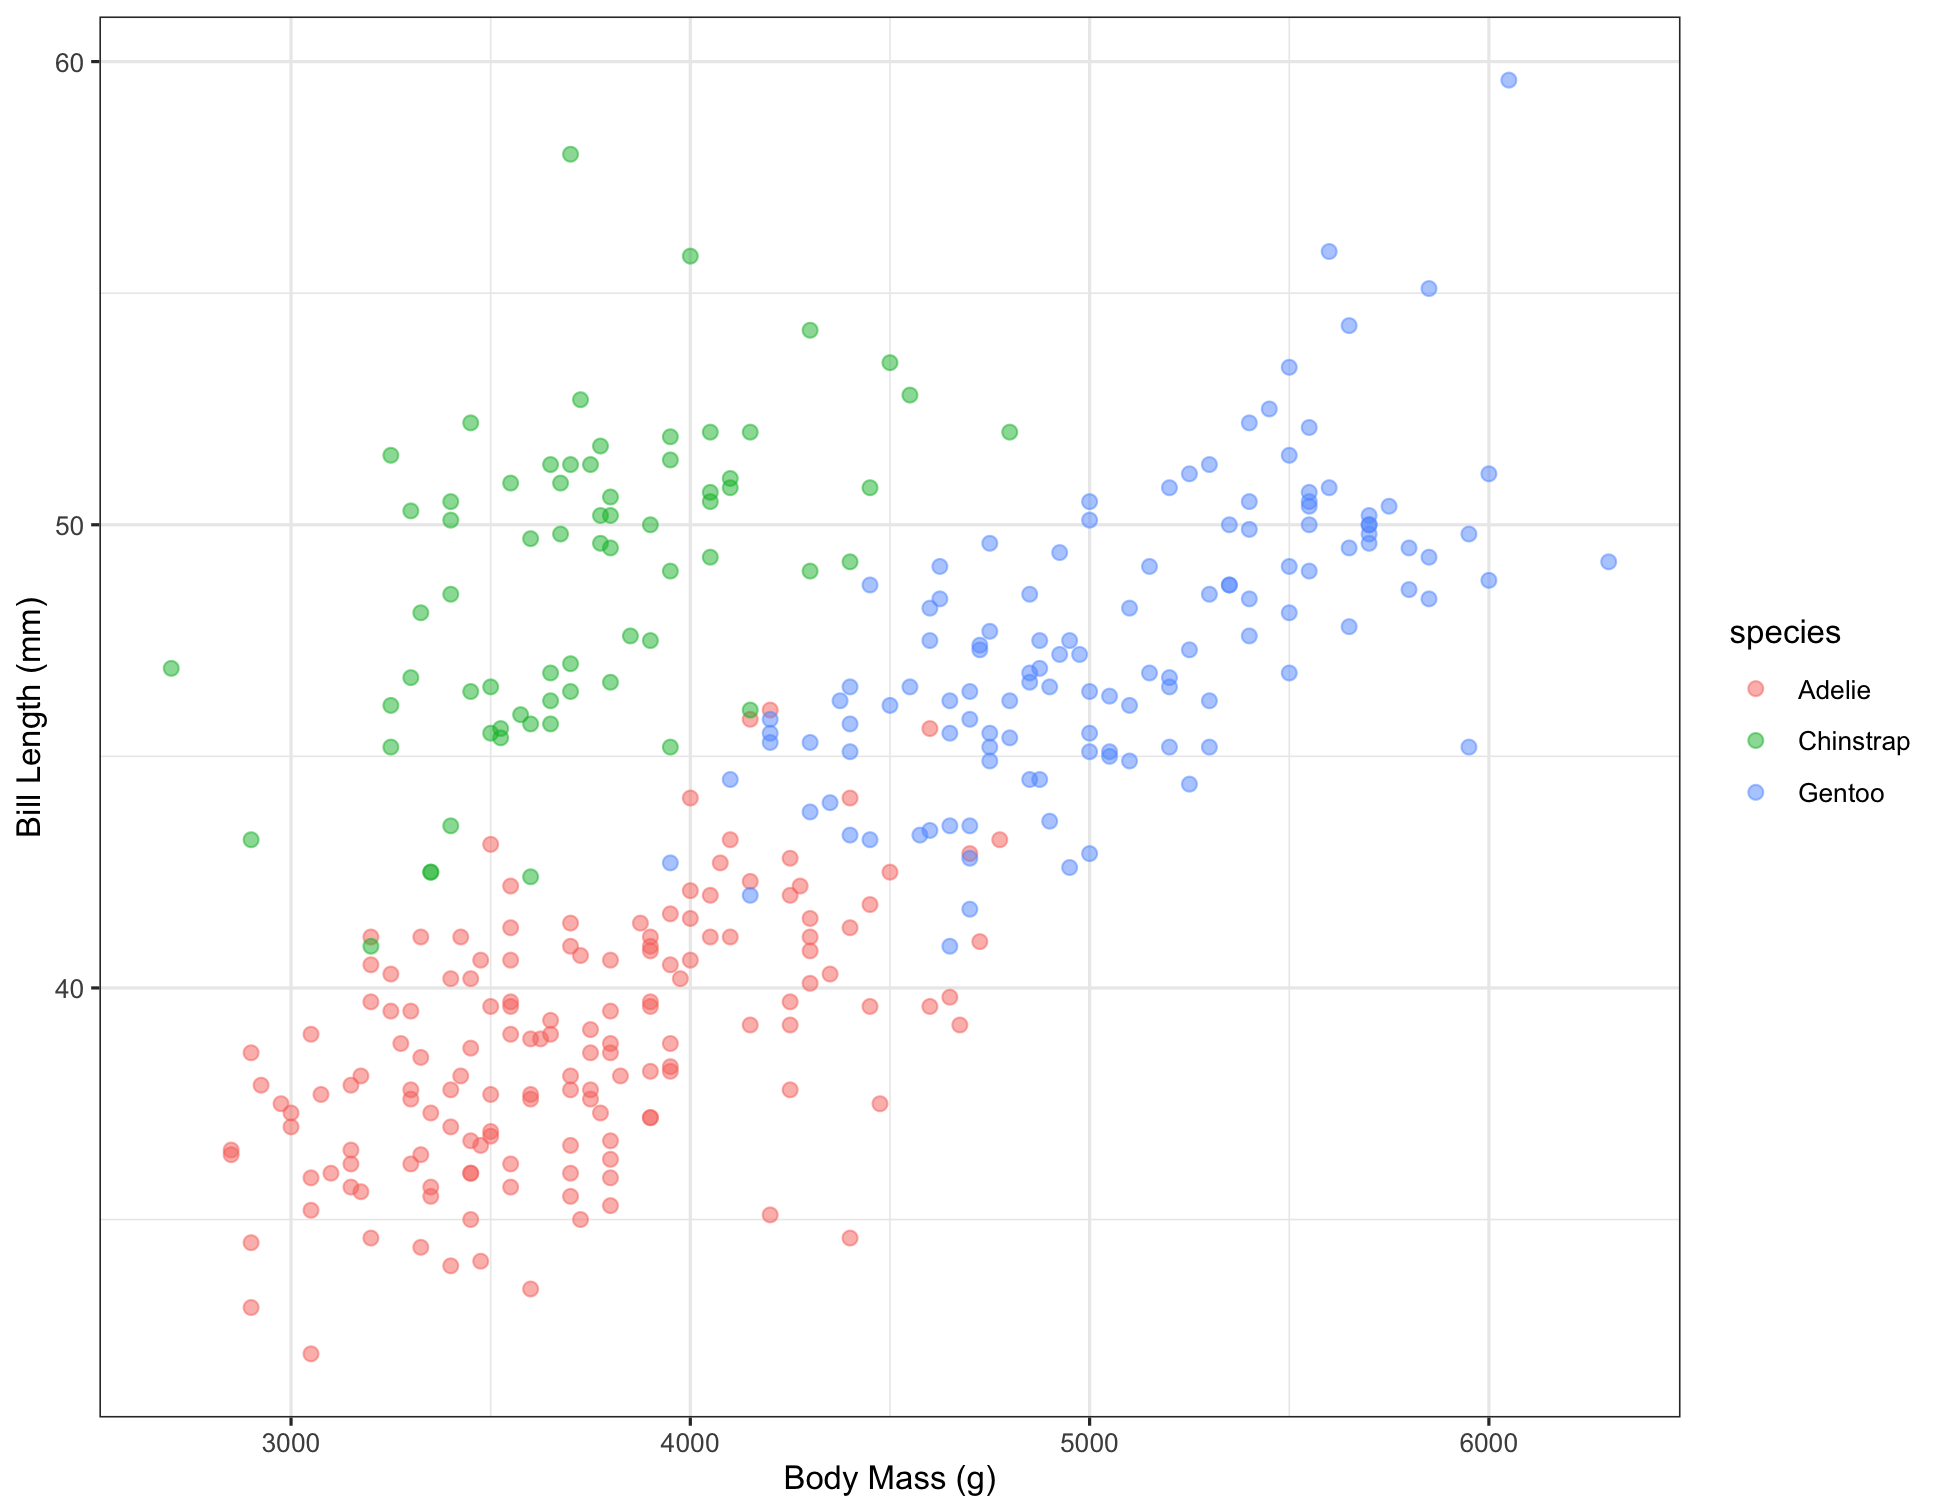 60
50
40
Bill Length (mm)
3000 4000 5000 6000
Body Mass (g)
species
Adelie
Chinstrap
Gentoo